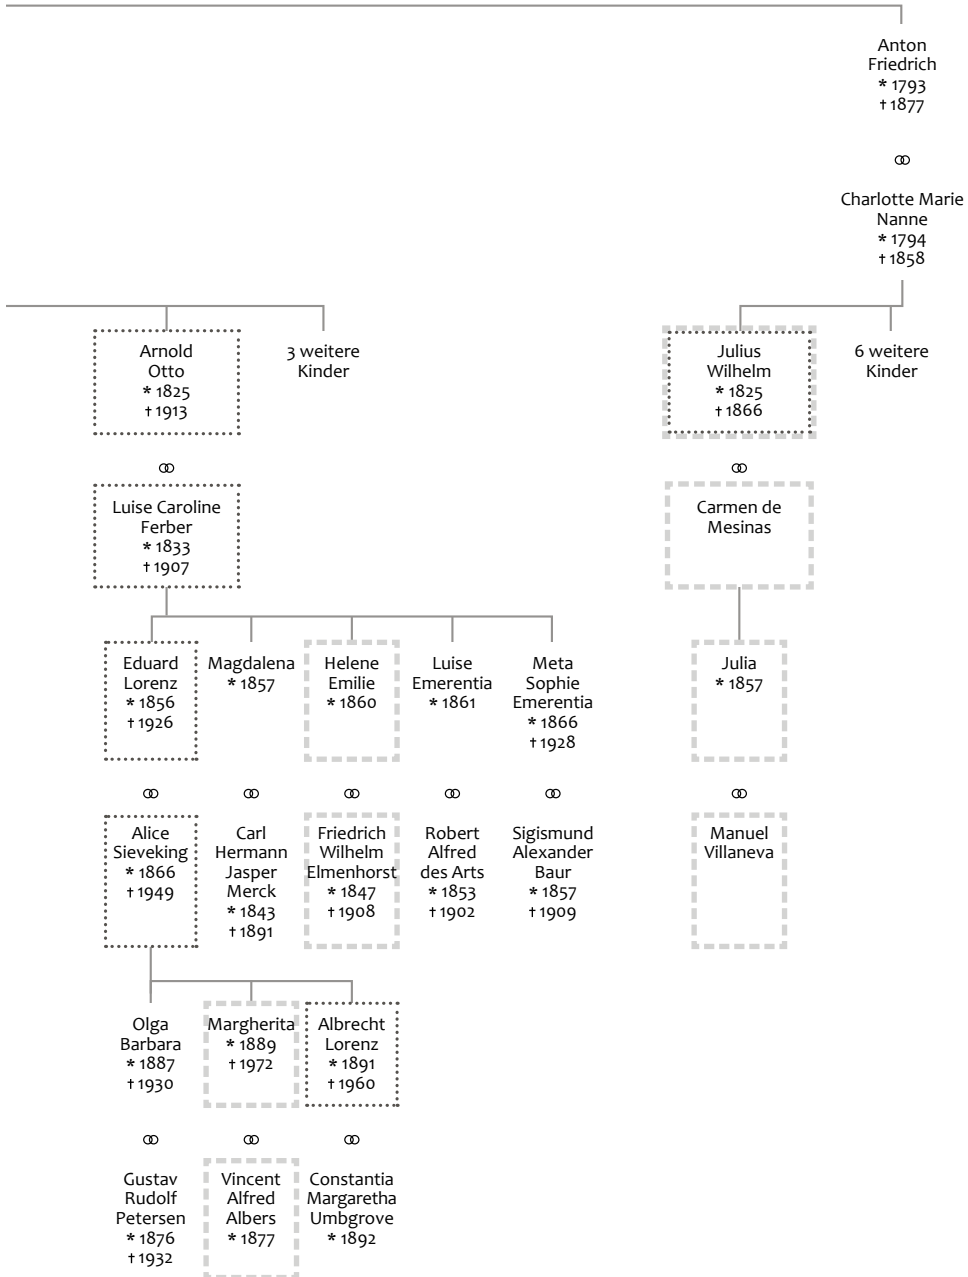 Anton
Friedrich
* 1793
† 1877
Charlotte Marie
Nanne
* 1794
† 1858
Arnold
Otto
* 1825
† 1913
3 weitere
Kinder
Julius
Wilhelm
* 1825
† 1866
6 weitere
Kinder
Luise Caroline
Ferber
* 1833
† 1907
Carmen de
Mesinas
Eduard
Lorenz
* 1856
† 1926
Magdalena
* 1857
Helene
Emilie
* 1860
Luise
Emerentia
* 1861
Meta
Sophie
Emerentia
* 1866
† 1928
Julia
* 1857
Alice
Sieveking
* 1866
† 1949
Carl
Hermann
Jasper
Merck
* 1843
† 1891
Friedrich
Wilhelm
Elmenhorst
* 1847
† 1908
Robert
Alfred
des Arts
* 1853
† 1902
Sigismund
Alexander
Baur
* 1857
† 1909
Manuel
Villaneva
Olga
Barbara
* 1887
† 1930
Margherita
* 1889
† 1972
Albrecht
Lorenz
* 1891
† 1960
Gustav
Rudolf
Petersen
* 1876
† 1932
Vincent
Alfred
Albers
* 1877
Constantia
Margaretha
Umbgrove
* 1892